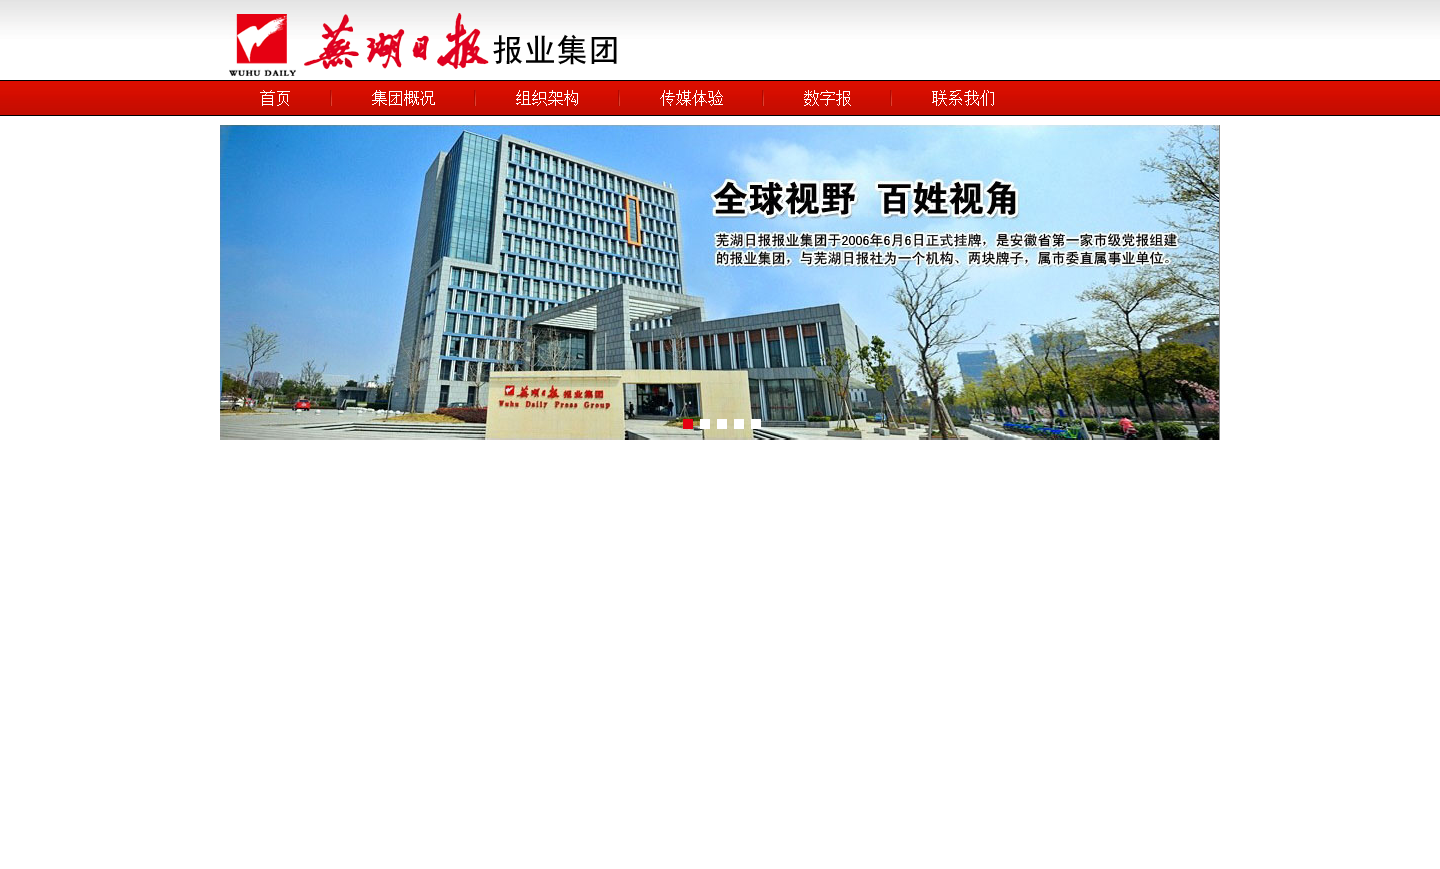 芜湖日报 报业集团
WUHU DAILY
首页 集团概况 组织架构 传媒体验 数字报 联系我们
全球视野 百姓视角
芜湖日报报业集团于2006年6月6日正式挂牌，是安徽省第一家市级党报组建
的报业集团，与芜湖日报社为一个机构、两块牌子，属市委直属事业单位。
芜湖日报 报业集团
Wuhu Daily Press Group